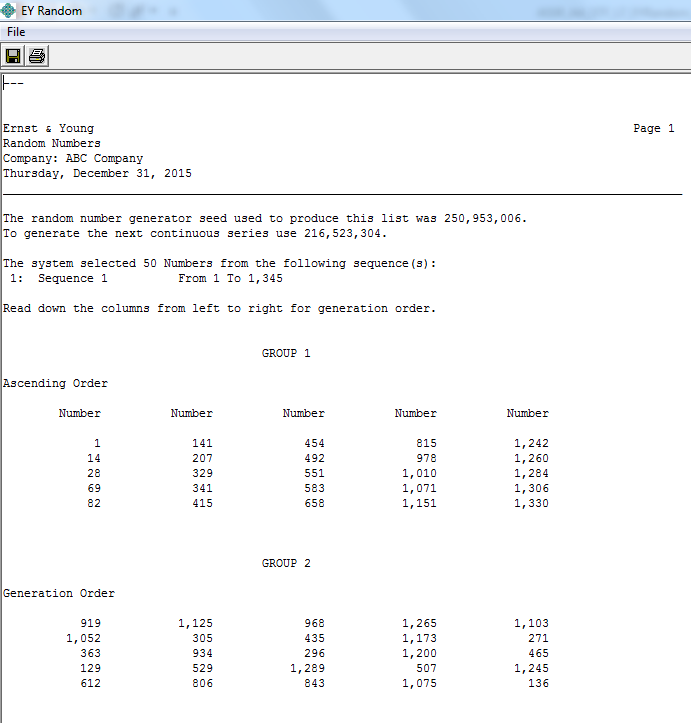 EY Random
File
---
Ernst & Young Page 1
Random Numbers
Company: ABC Company
Thursday, December 31, 2015
The random number generator seed used to produce this list was 250,953,006.
To generate the next continuous series use 216,523,304.
The system selected 50 Numbers from the following sequence(s):
1: Sequence 1 From 1 To 1,345
Read down the columns from left to right for generation order.
GROUP 1
Ascending Order
Number Number Number Number Number
1 141 454 815 1,242
14 207 492 978 1,260
28 329 551 1,010 1,284
69 341 583 1,071 1,306
82 415 658 1,151 1,330
GROUP 2
Generation Order
919 1,125 968 1,265 1,103
1,052 305 435 1,173 271
363 934 296 1,200 465
129 529 1,289 507 1,245
612 806 843 1,075 136